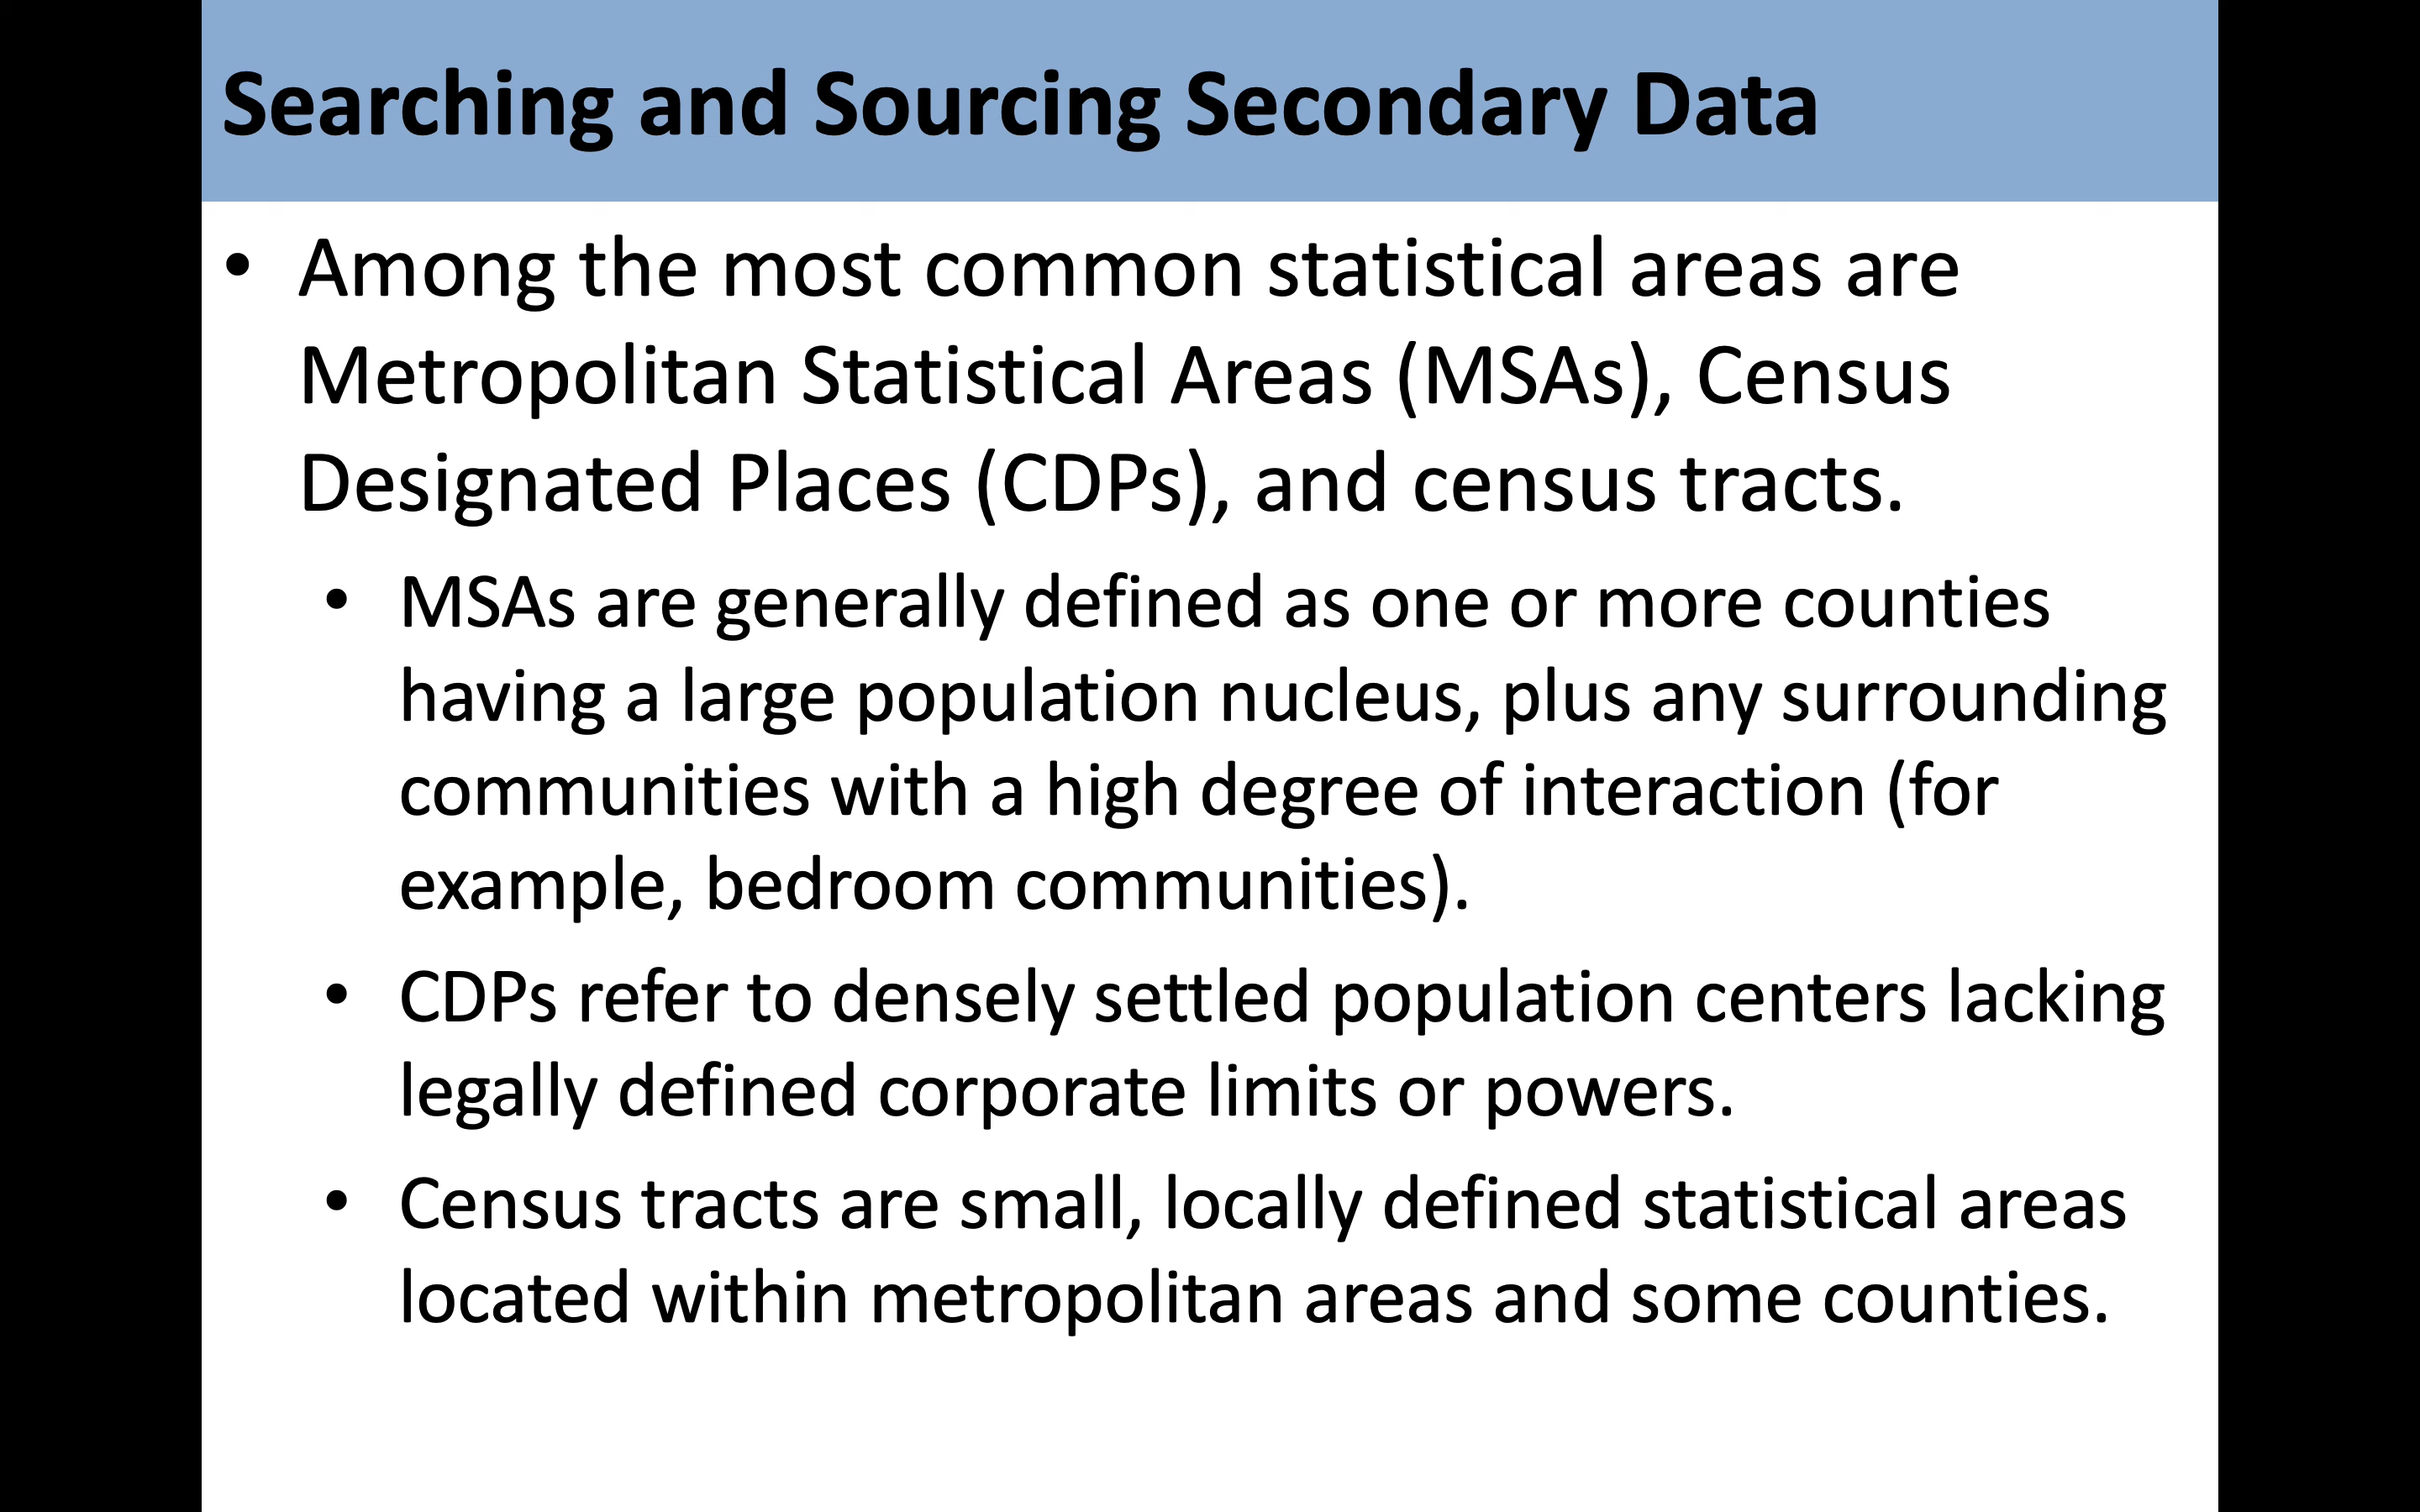 Searching and Sourcing Secondary Data
• Among the most common statistical areas are
Metropolitan Statistical Areas (MSAs), Census
Designated Places (CDPs), and census tracts.
• MSAs are generally defined as one or more counties
having a large population nucleus, plus any surrounding
communities with a high degree of interaction (for
example, bedroom communities).
• CDPs refer to densely settled population centers lacking
legally defined corporate limits or powers.
• Census tracts are small, locally defined statistical areas
located within metropolitan areas and some counties.